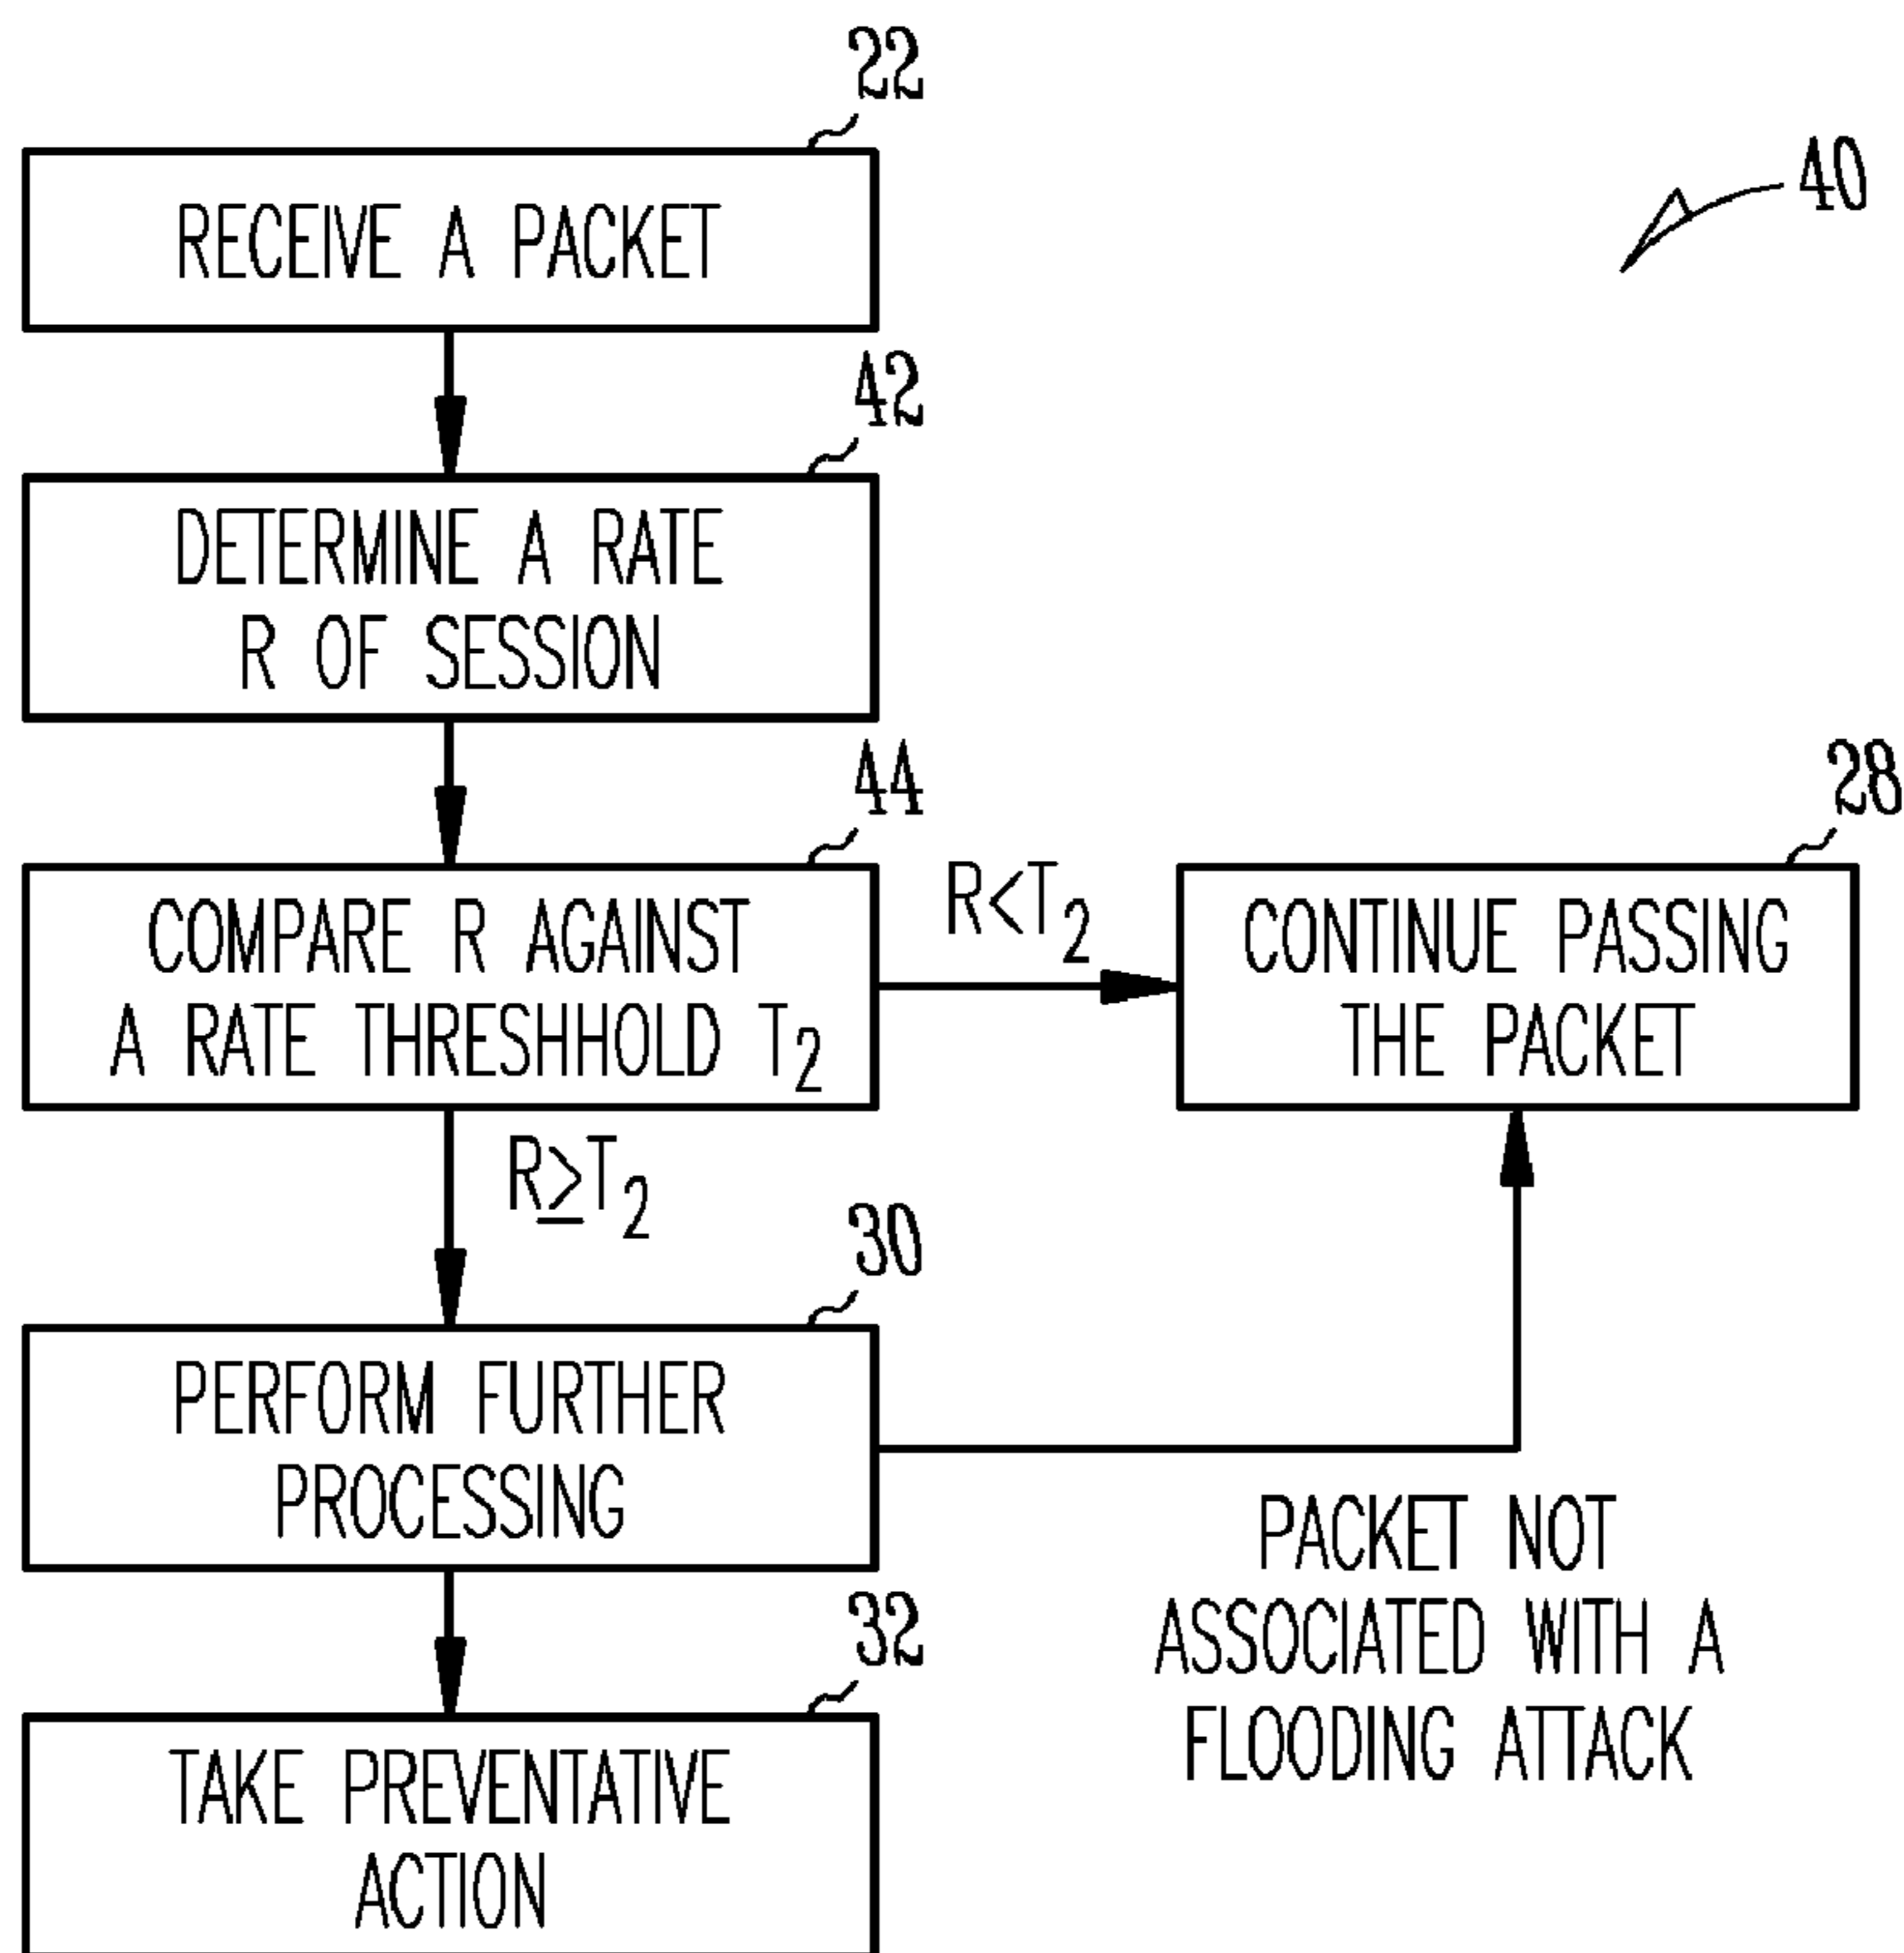 22
RECEIVE A PACKET
40
42
DETERMINE A RATE
R OF SESSION
44
COMPARE R AGAINST
A RATE THRESHHOLD T₂
R<T₂
28
CONTINUE PASSING
THE PACKET
R≥T₂
30
PERFORM FURTHER
PROCESSING
PACKET NOT
ASSOCIATED WITH A
FLOODING ATTACK
32
TAKE PREVENTATIVE
ACTION